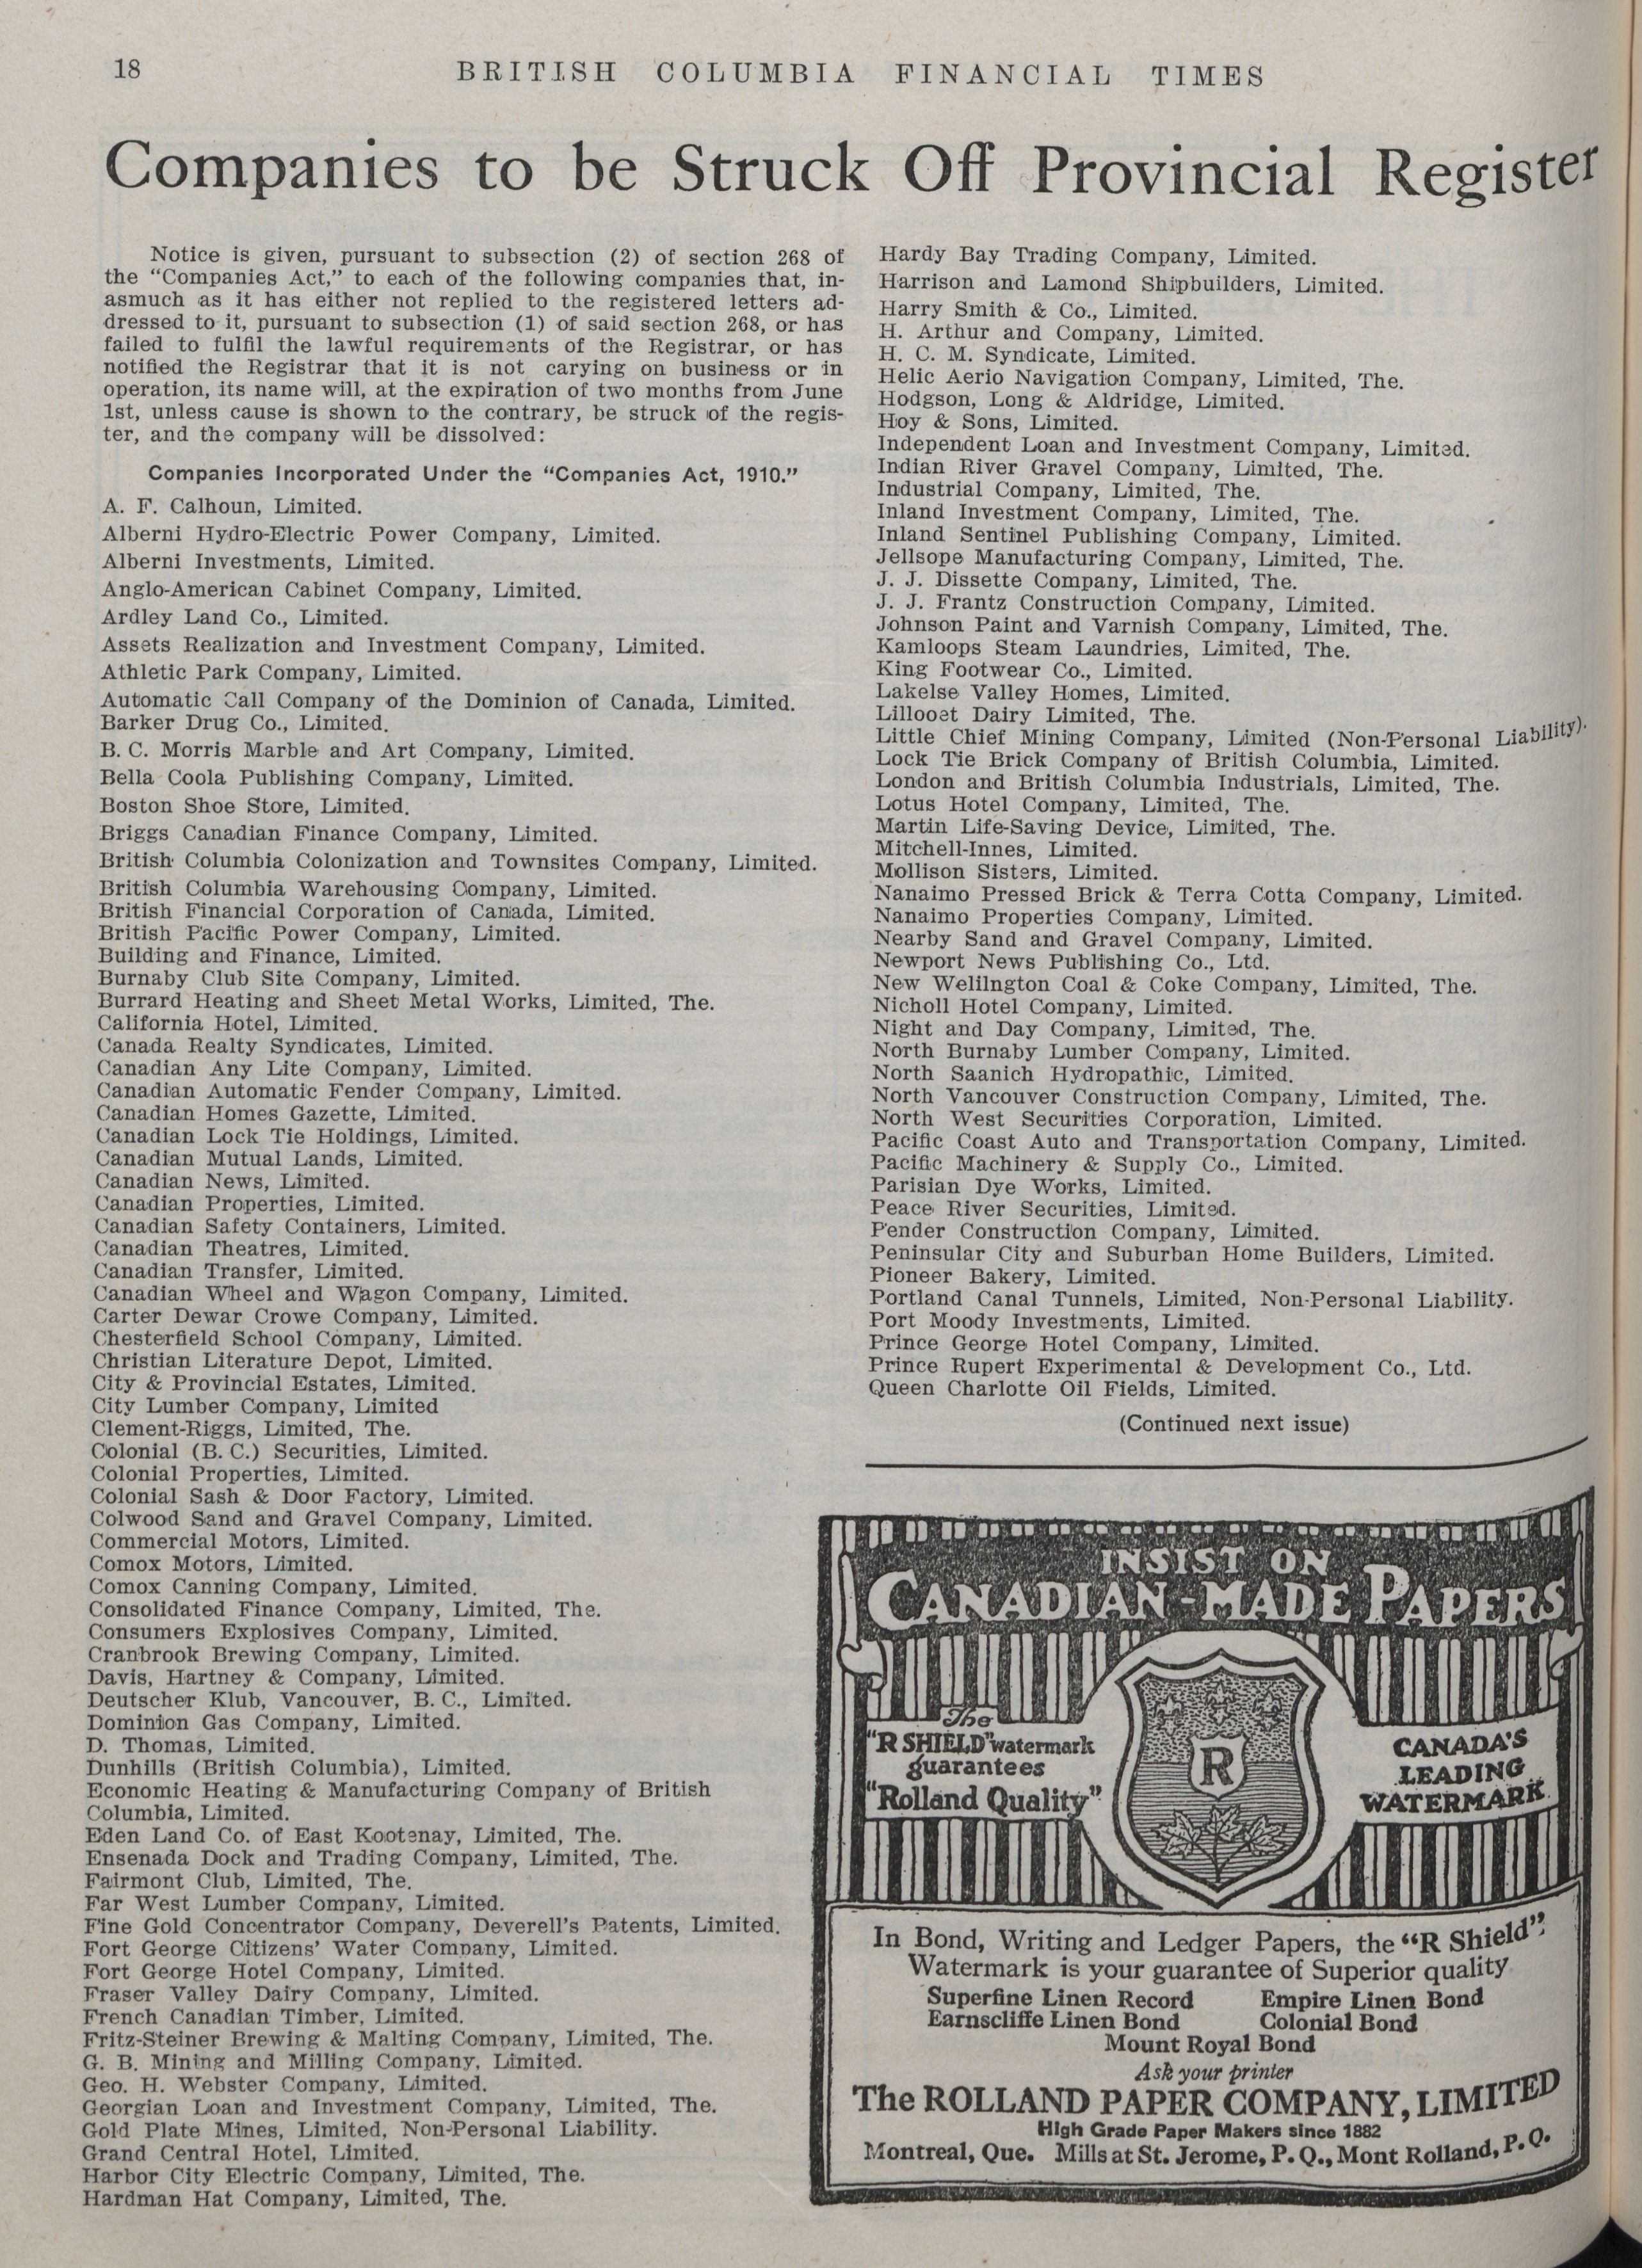 18
BRITISH COLUMBIA FINANCIAL TIMES
Companies to be Struck Off Provincial Register
Notice is given, pursuant to subsection (2) of section 268 of
the “Companies Act,” to each of the following companies that, in-
asmuch as it has either not replied to the registered letters ad-
dressed to it, pursuant to subsection (1) of said section 268, or has
failed to fulfil the lawful requirements of the Registrar, or has
notified the Registrar that it is not carying on business or in
operation, its name will, at the expiration of two months from June
1st, unless cause is shown to the contrary, be struck of the regis-
ter, and the company will be dissolved:
Companies Incorporated Under the “Companies Act, 1910.”
A. F. Calhoun, Limited.
Alberni Hydro-Electric Power Company, Limited.
Alberni Investments, Limited.
Anglo-American Cabinet Company, Limited.
Ardley Land Co., Limited.
Assets Realization and Investment Company, Limited.
Athletic Park Company, Limited.
Automatic Call Company of the Dominion of Canada, Limited.
Barker Drug Co., Limited.
B. C. Morris Marble and Art Company, Limited.
Bella Coola Publishing Company, Limited.
Boston Shoe Store, Limited.
Briggs Canadian Finance Company, Limited.
British Columbia Colonization and Townsites Company, Limited.
British Columbia Warehousing Company, Limited.
British Financial Corporation of Canada, Limited.
British Pacific Power Company, Limited.
Building and Finance, Limited.
Burnaby Club Site Company, Limited.
Burrard Heating and Sheet Metal Works, Limited, The.
California Hotel, Limited.
Canada Realty Syndicates, Limited.
Canadian Any Lite Company, Limited.
Canadian Automatic Fender Company, Limited.
Canadian Homes Gazette, Limited.
Canadian Lock Tie Holdings, Limited.
Canadian Mutual Lands, Limited.
Canadian News, Limited.
Canadian Properties, Limited.
Canadian Safety Containers, Limited.
Canadian Theatres, Limited.
Canadian Transfer, Limited.
Canadian Wheel and Wagon Company, Limited.
Carter Dewar Crowe Company, Limited.
Chesterfield School Company, Limited.
Christian Literature Depot, Limited.
City & Provincial Estates, Limited.
City Lumber Company, Limited
Clement-Riggs, Limited, The.
Colonial (B. C.) Securities, Limited.
Colonial Properties, Limited.
Colonial Sash & Door Factory, Limited.
Colwood Sand and Gravel Company, Limited.
Commercial Motors, Limited.
Comox Motors, Limited.
Comox Canning Company, Limited.
Consolidated Finance Company, Limited, The.
Consumers Explosives Company, Limited.
Cranbrook Brewing Company, Limited.
Davis, Hartney & Company, Limited.
Deutscher Klub, Vancouver, B. C., Limited.
Dominion Gas Company, Limited.
D. Thomas, Limited.
Dunhills (British Columbia), Limited.
Economic Heating & Manufacturing Company of British
Columbia, Limited.
Eden Land Co. of East Kootenay, Limited, The.
Ensenada Dock and Trading Company, Limited, The.
Fairmont Club, Limited, The.
Far West Lumber Company, Limited.
Fine Gold Concentrator Company, Deverell’s Patents, Limited.
Fort George Citizens’ Water Company, Limited.
Fort George Hotel Company, Limited.
Fraser Valley Dairy Company, Limited.
French Canadian Timber, Limited.
Fritz-Steiner Brewing & Malting Company, Limited, The.
G. B. Mining and Milling Company, Limited.
Geo. H. Webster Company, Limited.
Georgian Loan and Investment Company, Limited, The.
Gold Plate Mines, Limited, Non-Personal Liability.
Grand Central Hotel, Limited.
Harbor City Electric Company, Limited, The.
Hardman Hat Company, Limited, The.
Hardy Bay Trading Company, Limited.
Harrison and Lamond Shipbuilders, Limited.
Harry Smith & Co., Limited.
H. Arthur and Company, Limited.
H. C. M. Syndicate, Limited.
Helic Aerio Navigation Company, Limited, The.
Hodgson, Long & Aldridge, Limited.
Hoy & Sons, Limited.
Independent Loan and Investment Company, Limited.
Indian River Gravel Company, Limited, The.
Industrial Company, Limited, The.
Inland Investment Company, Limited, The.
Inland Sentinel Publishing Company, Limited.
Jellsope Manufacturing Company, Limited, The.
J. J. Dissette Company, Limited, The.
J. J. Frantz Construction Company, Limited.
Johnson Paint and Varnish Company, Limited, The.
Kamloops Steam Laundries, Limited, The.
King Footwear Co., Limited.
Lakelse Valley Homes, Limited.
Lillooet Dairy Limited, The.
Little Chief Mining Company, Limited (Non-Personal Liability).
Lock Tie Brick Company of British Columbia, Limited.
London and British Columbia Industrials, Limited, The.
Lotus Hotel Company, Limited, The.
Martin Life-Saving Device, Limited, The.
Mitchell-Innes, Limited.
Mollison Sisters, Limited.
Nanaimo Pressed Brick & Terra Cotta Company, Limited.
Nanaimo Properties Company, Limited.
Nearby Sand and Gravel Company, Limited.
Newport News Publishing Co., Ltd.
New Welilngton Coal & Coke Company, Limited, The.
Nicholl Hotel Company, Limited.
Night and Day Company, Limited, The.
North Burnaby Lumber Company, Limited.
North Saanich Hydropathic, Limited.
North Vancouver Construction Company, Limited, The.
North West Securities Corporation, Limited.
Pacific Coast Auto and Transportation Company, Limited.
Pacific Machinery & Supply Co., Limited.
Parisian Dye Works, Limited.
Peace River Securities, Limited.
Pender Construction Company, Limited.
Peninsular City and Suburban Home Builders, Limited.
Pioneer Bakery, Limited.
Portland Canal Tunnels, Limited, Non-Personal Liability.
Port Moody Investments, Limited.
Prince George Hotel Company, Limited.
Prince Rupert Experimental & Development Co., Ltd.
Queen Charlotte Oil Fields, Limited.
(Continued next issue)
INSIST ON
CANADIAN-MADE PAPERS
The
“R SHIELD” watermark
guarantees
“Rolland Quality”
R
CANADA'S
LEADING
WATERMARK
In Bond, Writing and Ledger Papers, the “R Shield”
Watermark is your guarantee of Superior quality
Superfine Linen Record Empire Linen Bond
Earnscliffe Linen Bond Colonial Bond
Mount Royal Bond
Ask your printer
The ROLLAND PAPER COMPANY, LIMITED
High Grade Paper Makers since 1882
Montreal, Que. Mills at St. Jerome, P. Q., Mont Rolland, P. Q.